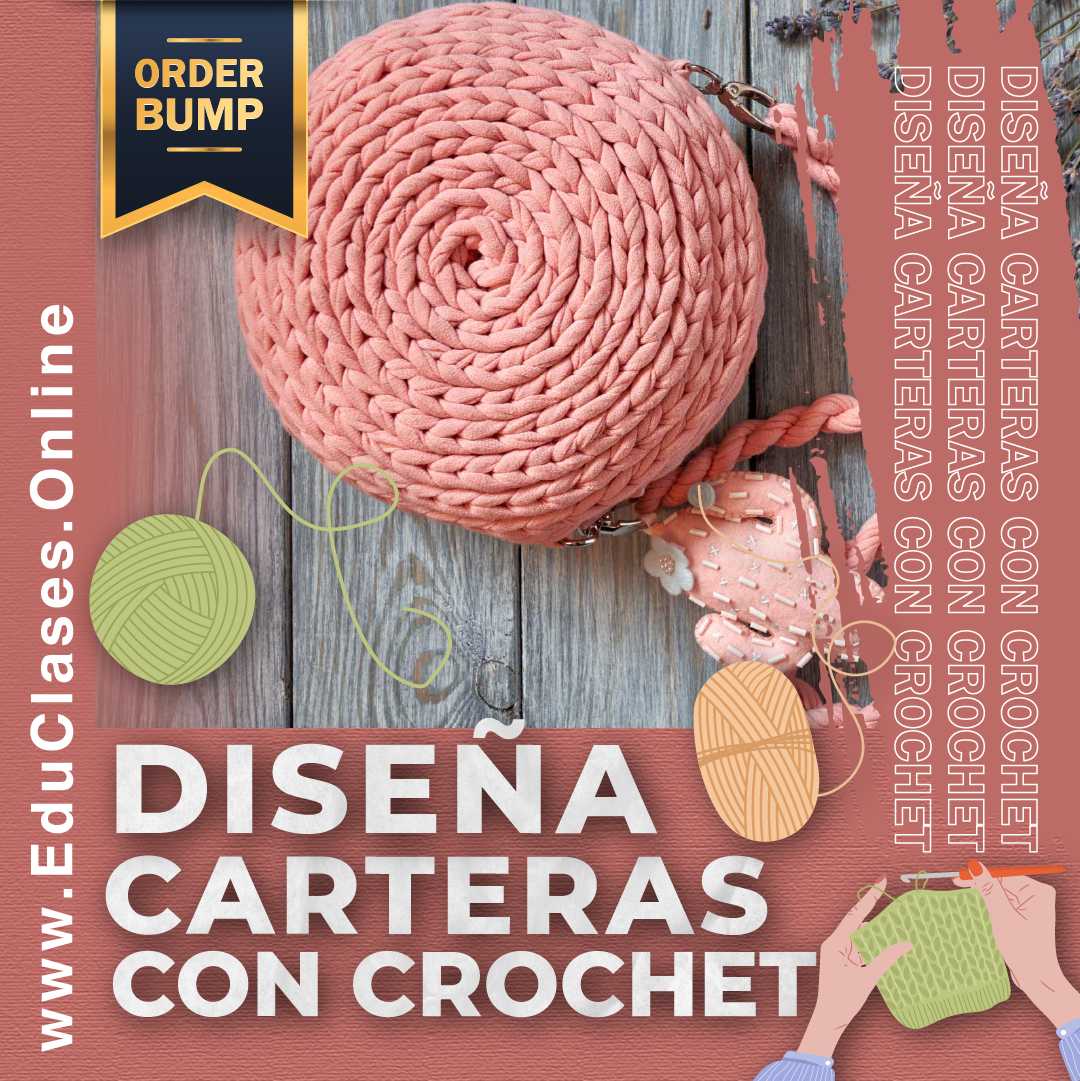 ORDER
BUMP
DISEÑA CARTERAS CON CROCHET
DISEÑA CARTERAS CON CROCHET
DISEÑA CARTERAS CON CROCHET
www.EduClases.Online
DISEÑA
CARTERAS
CON CROCHET